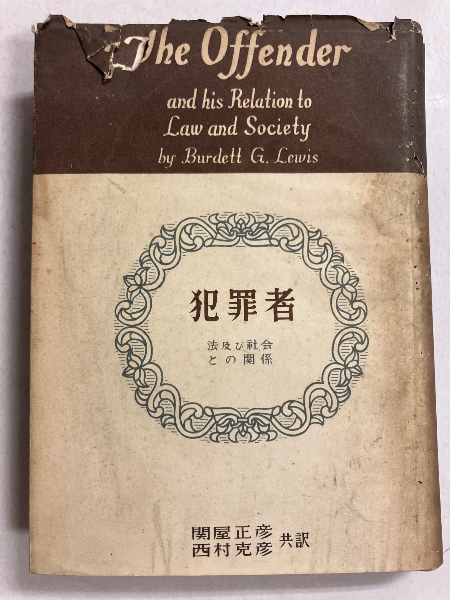 The Offender
and his Relation to
Law and Society
by Burdett G. Lewis
犯罪者
法及び社会
との関係
関屋正彦
西村克彦
共訳